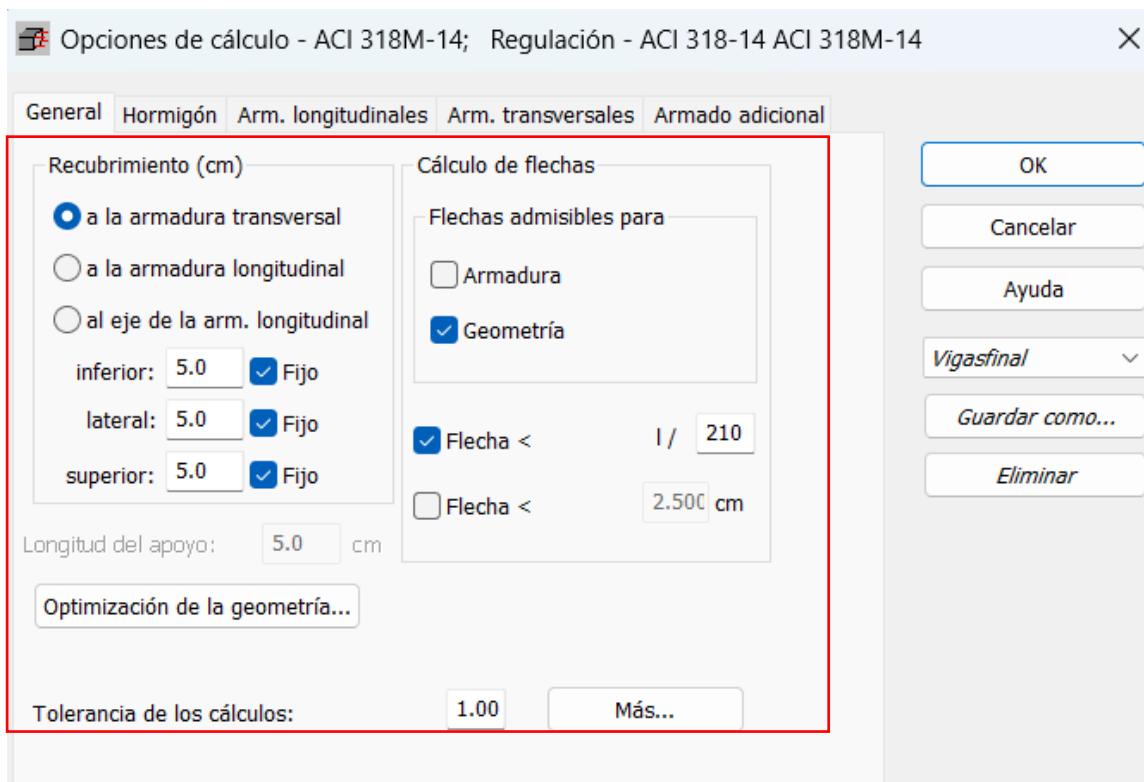 Opciones de cálculo - ACI 318M-14; Regulación - ACI 318-14 ACI 318M-14
General Hormigón Arm. longitudinales Arm. transversales Armado adicional
Recubrimiento (cm)
a la armadura transversal
a la armadura longitudinal
al eje de la arm. longitudinal
inferior: 5.0 Fijo
lateral: 5.0 Fijo
superior: 5.0 Fijo
Longitud del apoyo: 5.0 cm
Optimización de la geometría...
Cálculo de flechas
Flechas admisibles para
Armadura
Geometría
Flecha < l / 210
Flecha < 2.500 cm
Tolerancia de los cálculos: 1.00 Más...
OK
Cancelar
Ayuda
Vigasfinal
Guardar como...
Eliminar